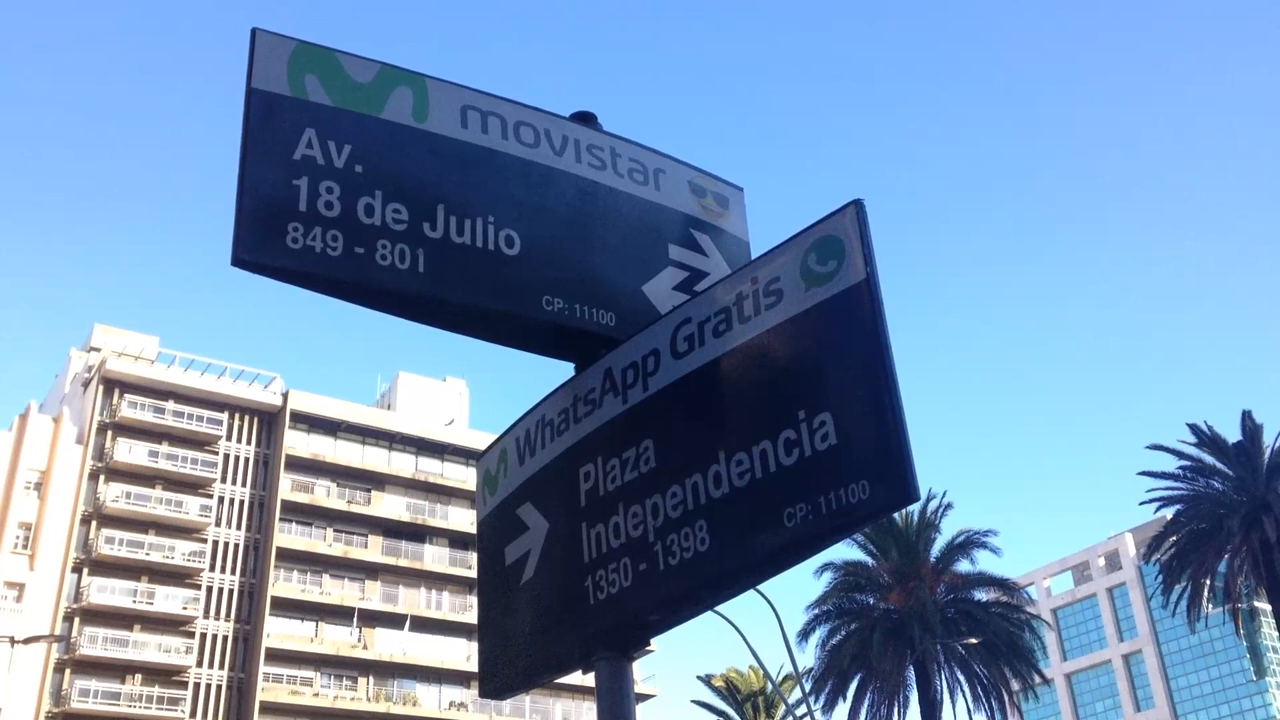 movistar
Av.
18 de Julio
849 - 801
CP: 11100
WhatsApp Gratis
Plaza
Independencia
1350 - 1398
CP: 11100